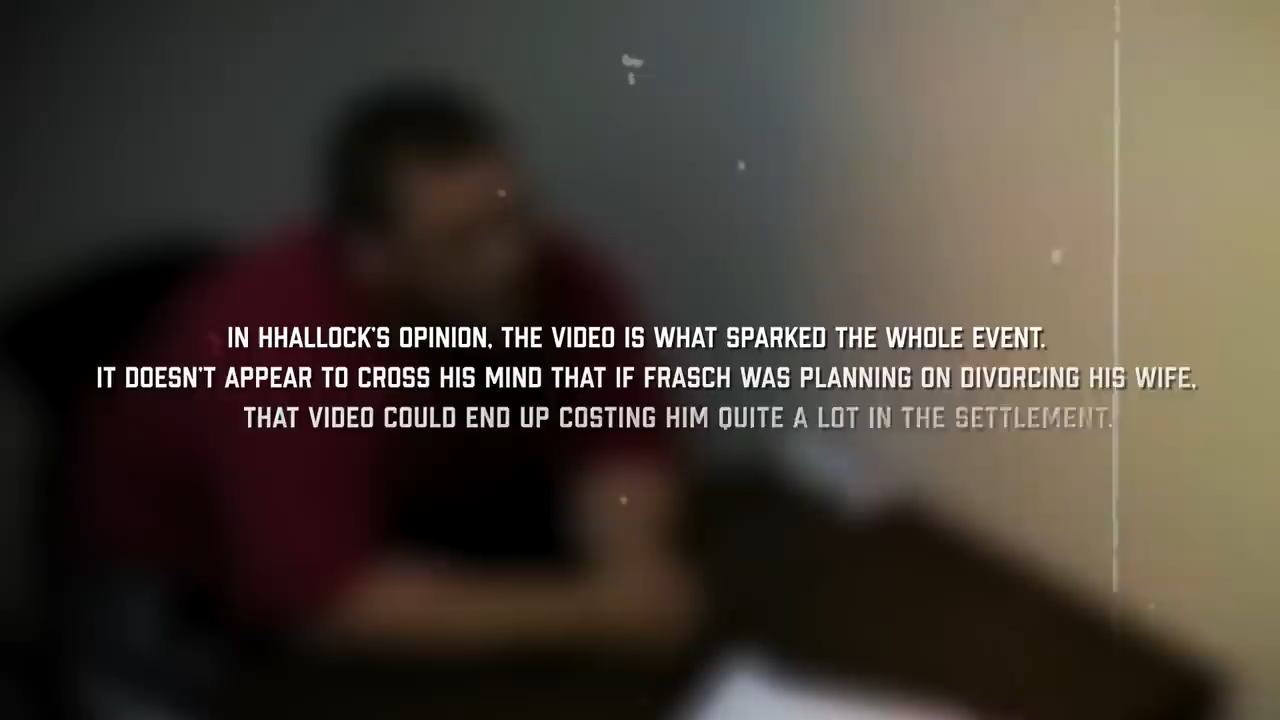 IN HHALLOCK'S OPINION, THE VIDEO IS WHAT SPARKED THE WHOLE EVENT.
IT DOESN'T APPEAR TO CROSS HIS MIND THAT IF FRASCH WAS PLANNING ON DIVORCING HIS WIFE,
THAT VIDEO COULD END UP COSTING HIM QUITE A LOT IN THE SETTLEMENT.